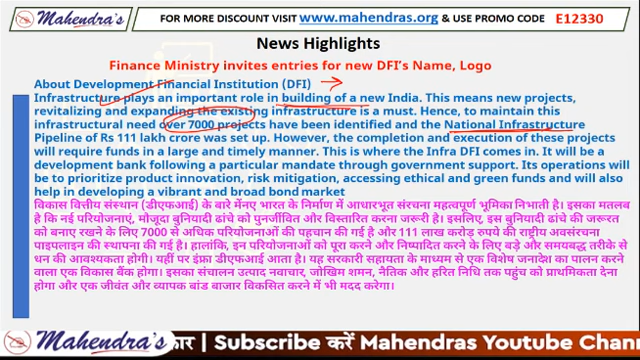 Mahendra's
FOR MORE DISCOUNT VISIT www.mahendras.org & USE PROMO CODE E12330
News Highlights
Finance Ministry invites entries for new DFI's Name, Logo
About Development Financial Institution (DFI)
Infrastructure plays an important role in building of a new India. This means new projects,
revitalizing and expanding the existing infrastructure is a must. Hence, to maintain this
infrastructural need over 7000 projects have been identified and the National Infrastructure
Pipeline of Rs 111 lakh crore was set up. However, the completion and execution of these projects
will require funds in a large and timely manner. This is where the Infra DFI comes in. It will be a
development bank following a particular mandate through government support. Its operations will
be to prioritize product innovation, risk mitigation, accessing ethical and green funds and will also
help in developing a vibrant and broad bond market
विकास वित्तीय संस्थान (डीएफआई) के बारे मेंनए भारत के निर्माण में आधारभूत संरचना महत्वपूर्ण भूमिका निभाती है। इसका मतलब
है कि नई परियोजनाएं, मौजूदा बुनियादी ढांचे को पुनर्जीवित और विस्तारित करना जरूरी है। इसलिए, इस बुनियादी ढांचे की जरूरत
को बनाए रखने के लिए 7000 से अधिक परियोजनाओं की पहचान की गई है और 111 लाख करोड़ रुपये की राष्ट्रीय अवसंरचना
पाइपलाइन की स्थापना की गई है। हालांकि, इन परियोजनाओं को पूरा करने और निष्पादित करने के लिए बड़े और समयबद्ध तरीके से
धन की आवश्यकता होगी। यहीं पर इंफ्रा डीएफआई आता है। यह सरकारी सहायता के माध्यम से एक विशेष जनादेश का पालन करने
वाला एक विकास बैंक होगा। इसका संचालन उत्पाद नवाचार, जोखिम शमन, नैतिक और हरित निधि तक पहुंच को प्राथमिकता देना
होगा और एक जीवंत और व्यापक बांड बाजार विकसित करने में भी मदद करेगा।
Mahendra's कार | Subscribe करें Mahendras Youtube Chan